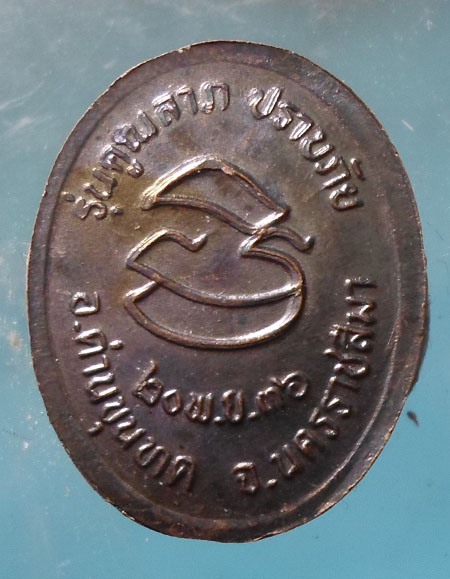 รุ่นคูณลาภ ปราบภัย
๒๐ พ.ย.๓๖
อ.ด่านขุนทด จ.นครราชสีมา